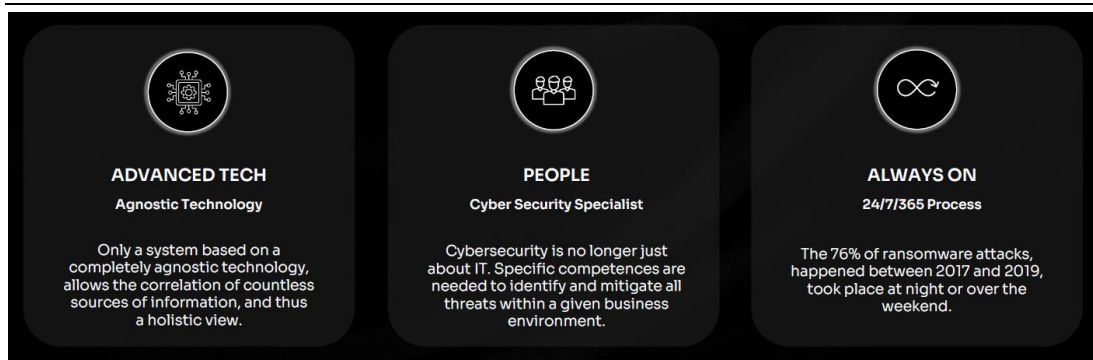 ADVANCED TECH
Agnostic Technology
Only a system based on a
completely agnostic technology,
allows the correlation of countless
sources of information, and thus
a holistic view.
PEOPLE
Cyber Security Specialist
Cybersecurity is no longer just
about IT. Specific competences are
needed to identify and mitigate all
threats within a given business
environment.
ALWAYS ON
24/7/365 Process
The 76% of ransomware attacks,
happened between 2017 and 2019,
took place at night or over the
weekend.